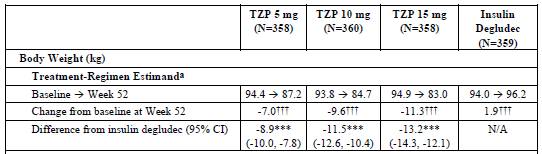 TZP 5 mg (N=358) TZP 10 mg (N=360) TZP 15 mg (N=358) Insulin Degludec (N=359)
Body Weight (kg)
Treatment-Regimen Estimandª
Baseline → Week 52 94.4 → 87.2 93.8 → 84.7 94.9 → 83.0 94.0 → 96.2
Change from baseline at Week 52 -7.0††† -9.6††† -11.3††† 1.9†††
Difference from insulin degludec (95% CI) -8.9*** (-10.0, -7.8) -11.5*** (-12.6, -10.4) -13.2*** (-14.3, -12.1) N/A